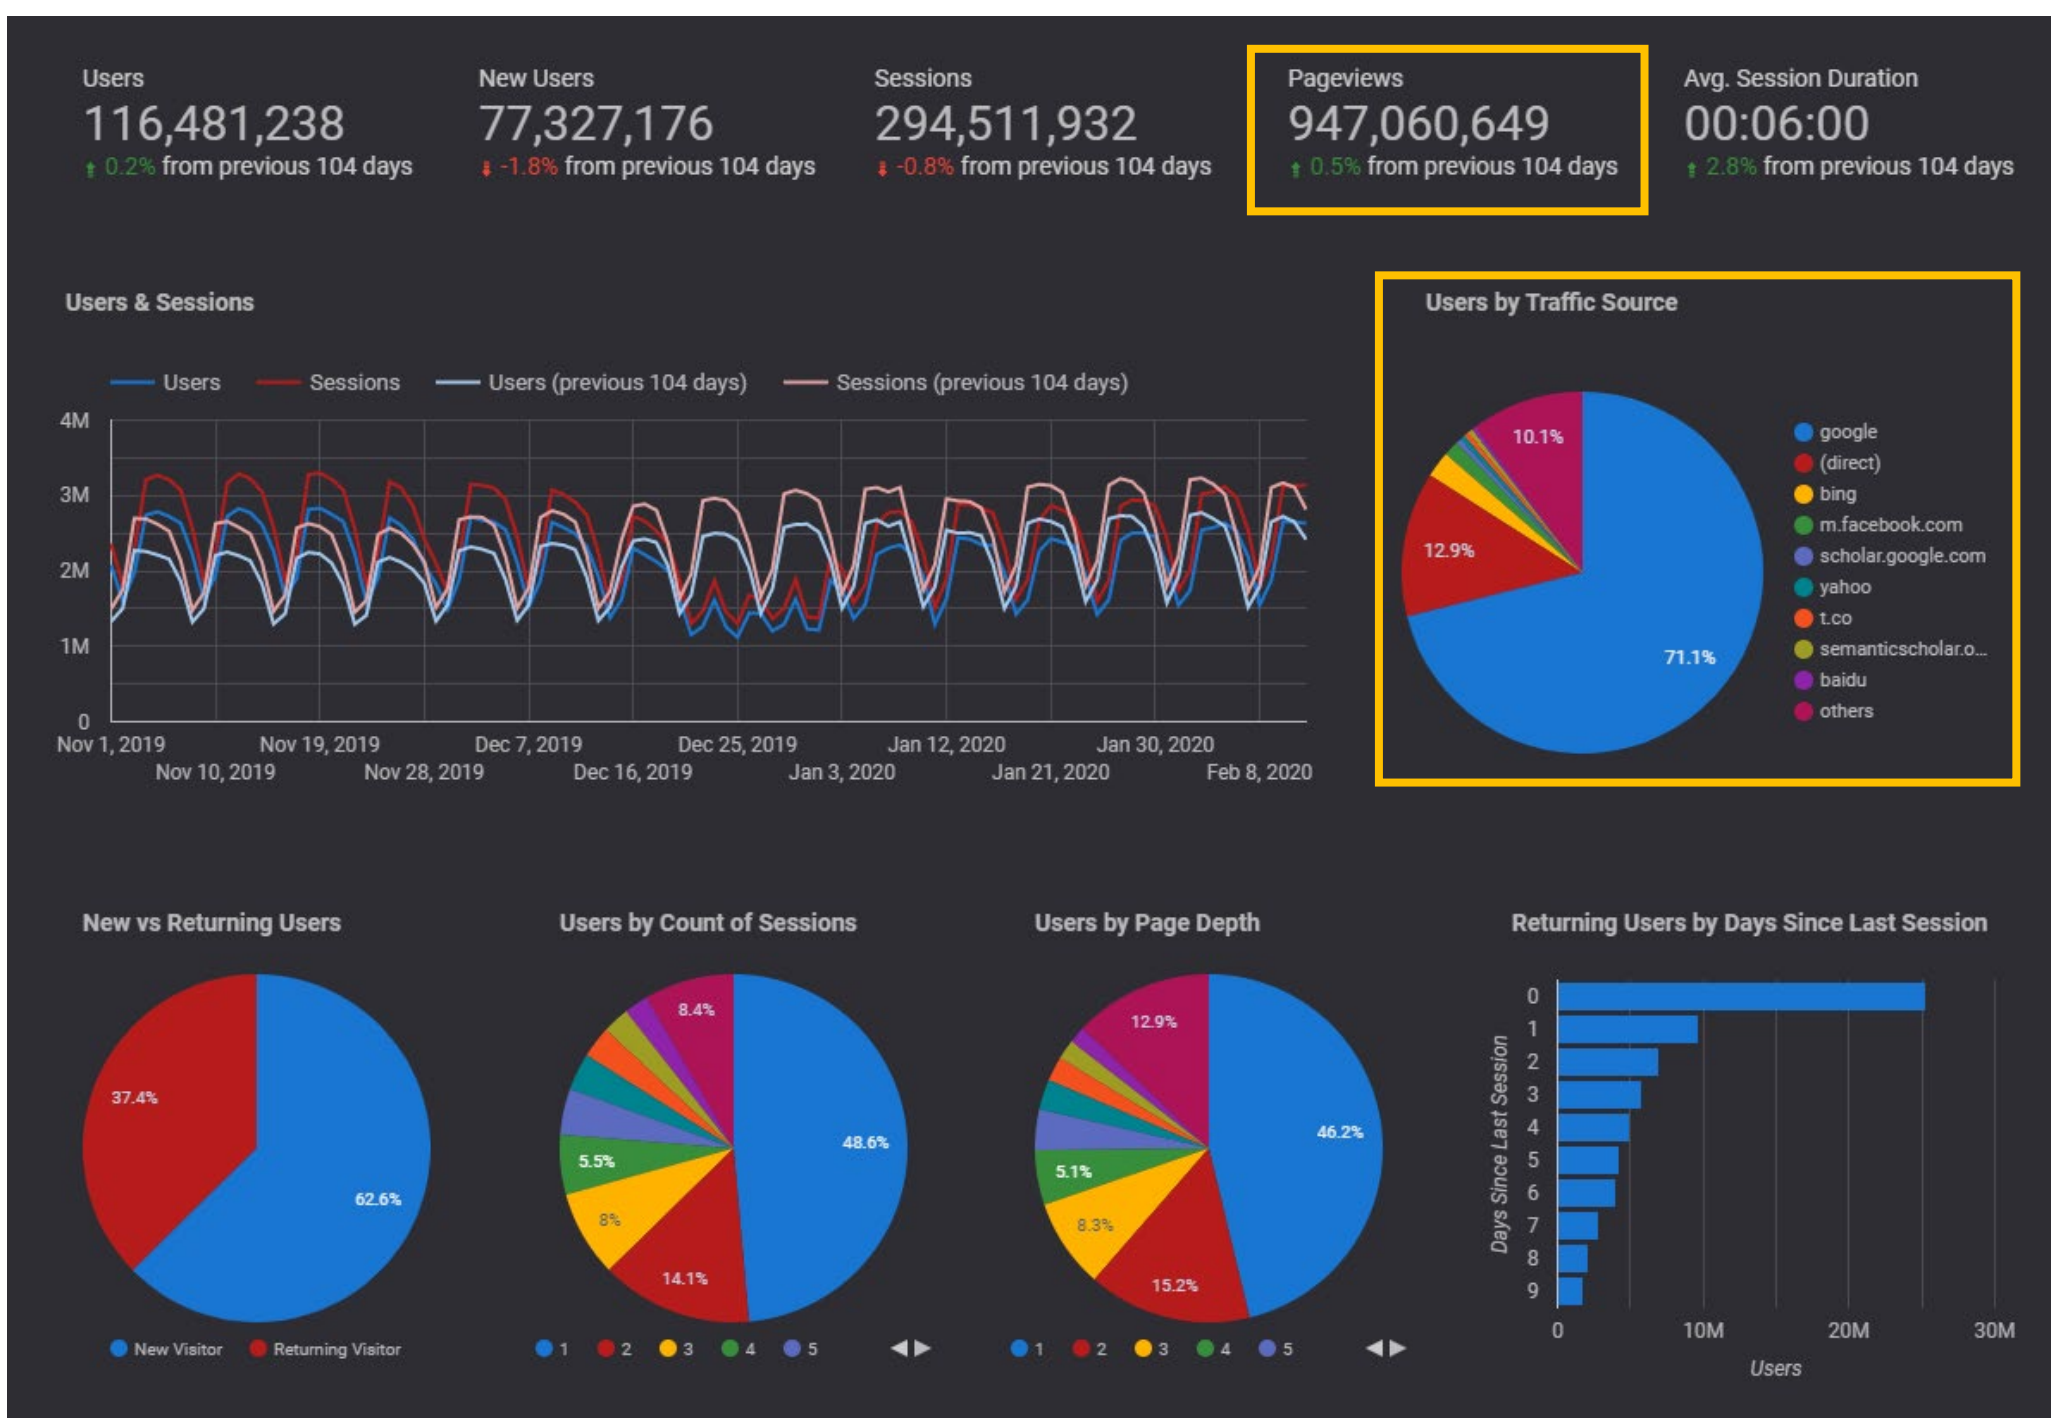 Users
116,481,238
0.2% from previous 104 days
New Users
77,327,176
-1.8% from previous 104 days
Sessions
294,511,932
-0.8% from previous 104 days
Pageviews
947,060,649
0.5% from previous 104 days
Avg. Session Duration
00:06:00
2.8% from previous 104 days
Users & Sessions
Users
Sessions
Users (previous 104 days)
Sessions (previous 104 days)
4M
3M
2M
1M
0
Nov 1, 2019
Nov 10, 2019
Nov 19, 2019
Nov 28, 2019
Dec 7, 2019
Dec 16, 2019
Dec 25, 2019
Jan 3, 2020
Jan 12, 2020
Jan 21, 2020
Jan 30, 2020
Feb 8, 2020
Users by Traffic Source
10.1%
12.9%
71.1%
google
(direct)
bing
m.facebook.com
scholar.google.com
yahoo
t.co
semanticscholar.o...
baidu
others
New vs Returning Users
37.4%
62.6%
New Visitor
Returning Visitor
Users by Count of Sessions
8.4%
48.6%
5.5%
8%
14.1%
1
2
3
4
5
Users by Page Depth
12.9%
46.2%
5.1%
8.3%
15.2%
1
2
3
4
5
Returning Users by Days Since Last Session
Days Since Last Session
0
1
2
3
4
5
6
7
8
9
0
10M
20M
30M
Users